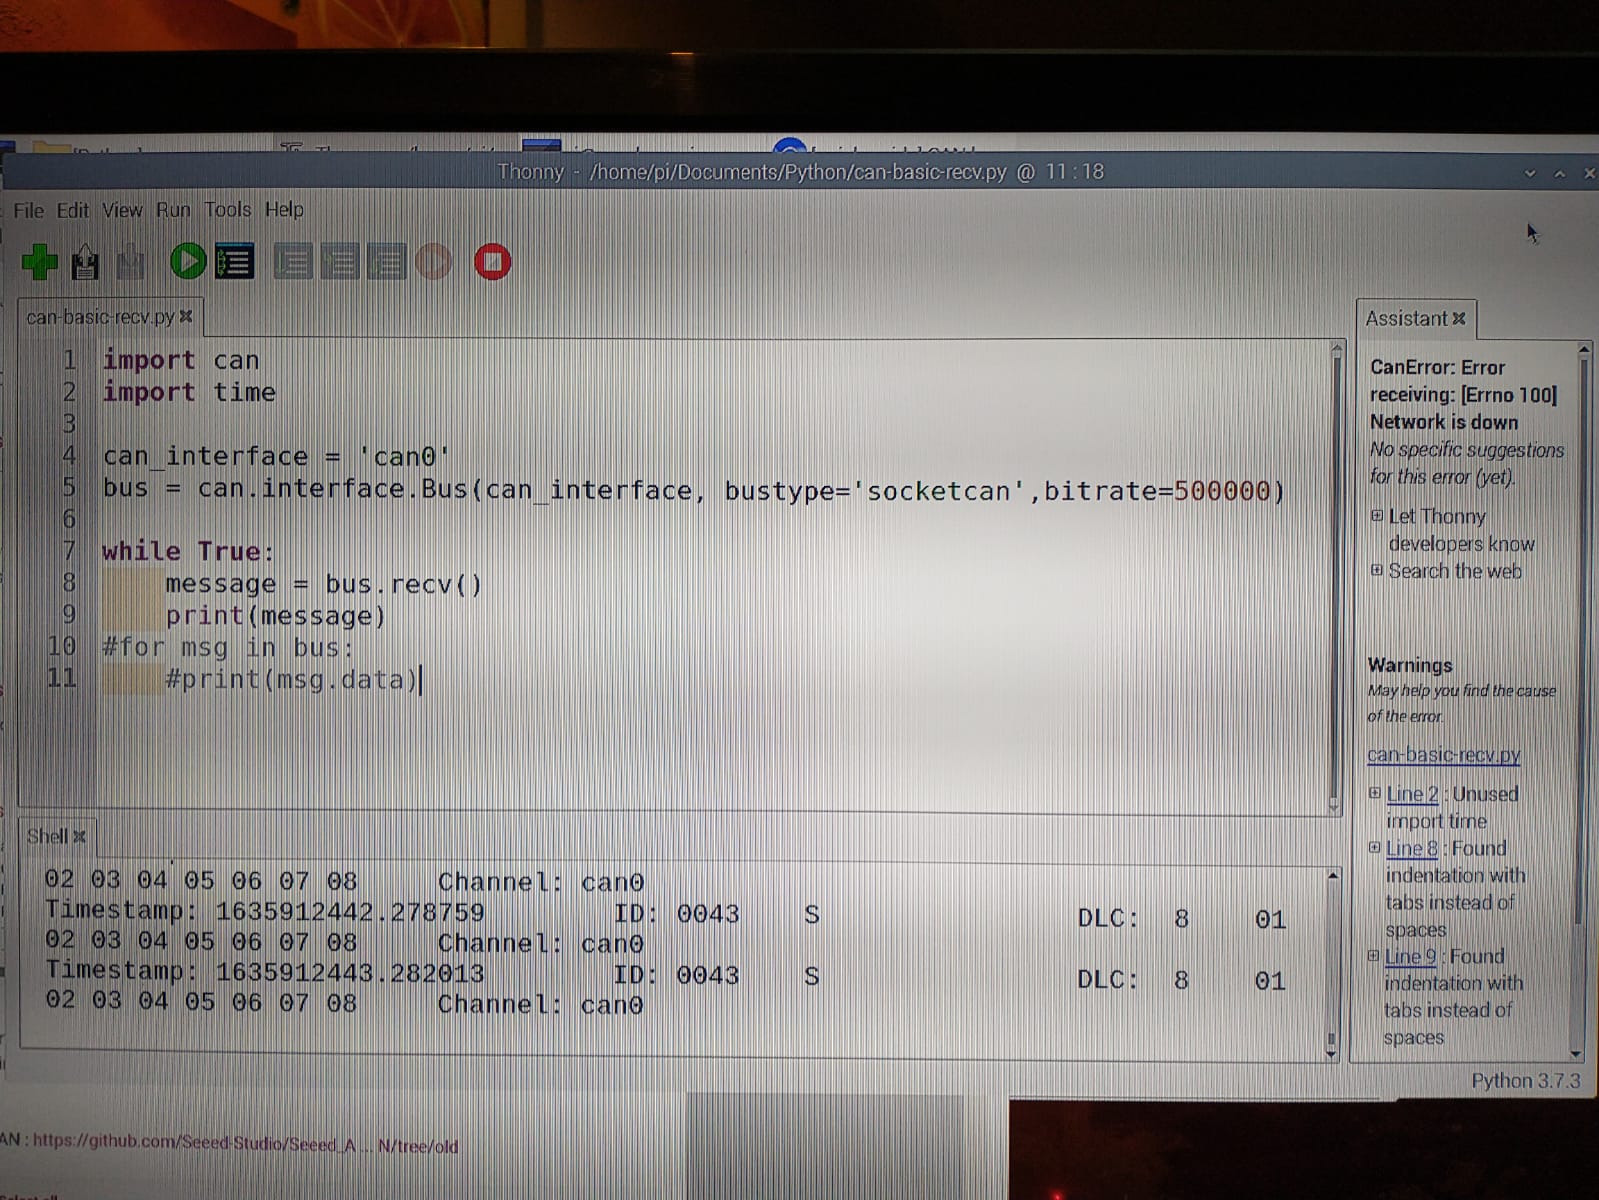 Thonny - /home/pi/Documents/Python/can-basic-recv.py @ 11 : 18
File Edit View Run Tools Help
can-basic-recv.py
1 import can
2 import time
3
4 can_interface = 'can0'
5 bus = can.interface.Bus(can_interface, bustype='socketcan',bitrate=500000)
6
7 while True:
8 message = bus.recv()
9 print(message)
10 #for msg in bus:
11 #print(msg.data)
Shell
02 03 04 05 06 07 08 Channel: can0
Timestamp: 1635912442.278759 ID: 0043 S DLC: 8 01
02 03 04 05 06 07 08 Channel: can0
Timestamp: 1635912443.282013 ID: 0043 S DLC: 8 01
02 03 04 05 06 07 08 Channel: can0
Assistant
CanError: Error
receiving: [Errno 100]
Network is down
No specific suggestions
for this error (yet).
Let Thonny
developers know
Search the web
Warnings
May help you find the cause
of the error.
can-basic-recv.py
Line 2 : Unused
import time
Line 8 : Found
indentation with
tabs instead of
spaces
Line 9 : Found
indentation with
tabs instead of
spaces
Python 3.7.3
AN : https://github.com/Seeed-Studio/Seeed_A ... N/tree/old